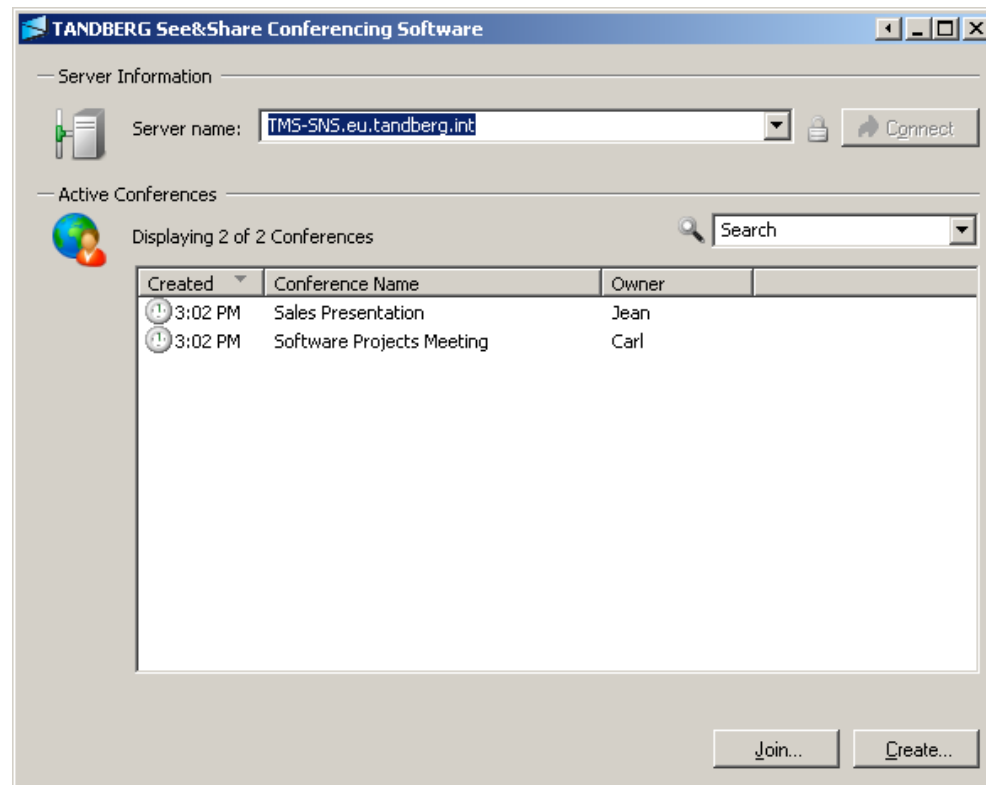 TANDBERG See&Share Conferencing Software
Server Information
Server name: TMS-SNS.eu.tandberg.int Connect
Active Conferences
Displaying 2 of 2 Conferences Search
Created Conference Name Owner
3:02 PM Sales Presentation Jean
3:02 PM Software Projects Meeting Carl
Join... Create...